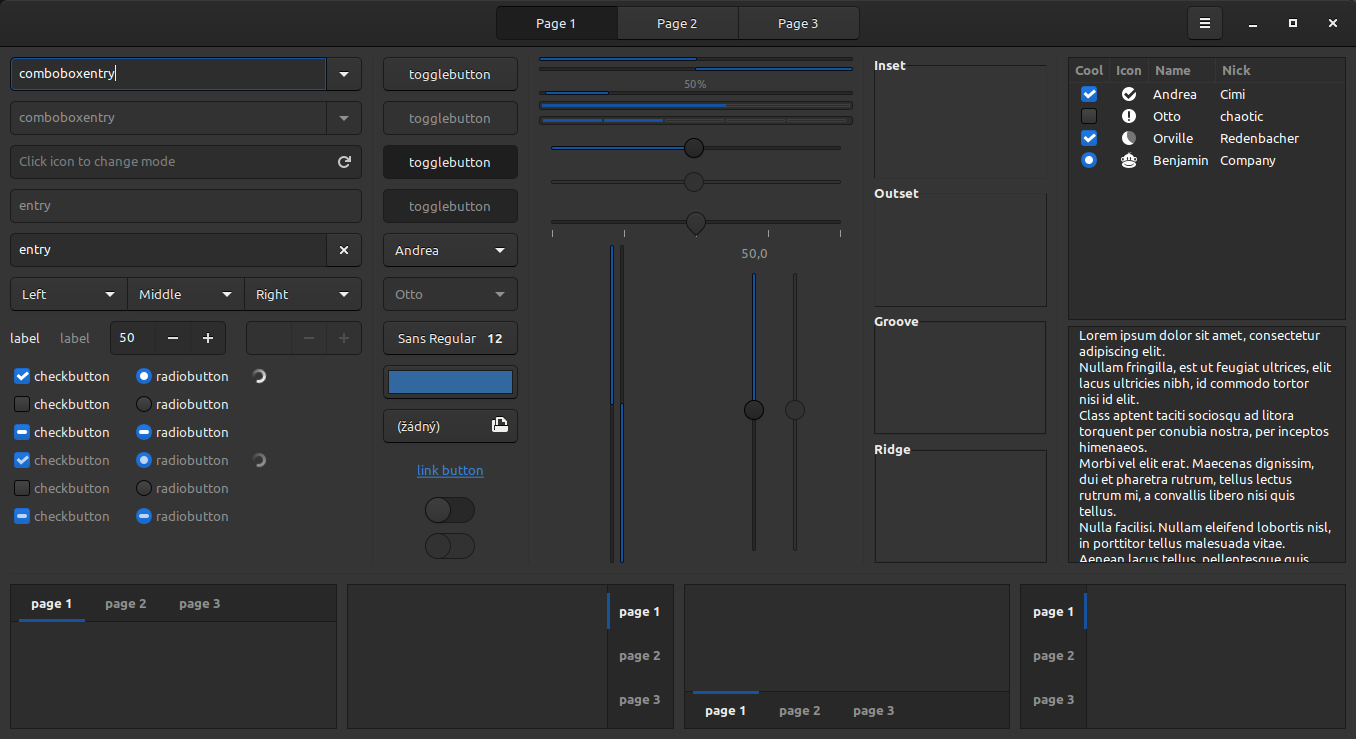 Page 1 Page 2 Page 3
comboboxentry
comboboxentry
Click icon to change mode
entry
entry
Left Middle Right
label label 50
checkbutton radiobutton
checkbutton radiobutton
checkbutton radiobutton
checkbutton radiobutton
checkbutton radiobutton
checkbutton radiobutton
togglebutton
togglebutton
togglebutton
togglebutton
Andrea
Otto
Sans Regular 12
(žádný)
link button
50%
50,0
Inset
Outset
Groove
Ridge
Cool Icon Name Nick
Andrea Cimi
Otto chaotic
Orville Redenbacher
Benjamin Company
Lorem ipsum dolor sit amet, consectetur
adipiscing elit.
Nullam fringilla, est ut feugiat ultrices, elit
lacus ultricies nibh, id commodo tortor
nisi id elit.
Class aptent taciti sociosqu ad litora
torquent per conubia nostra, per inceptos
himenaeos.
Morbi vel elit erat. Maecenas dignissim,
dui et pharetra rutrum, tellus lectus
rutrum mi, a convallis libero nisi quis
tellus.
Nulla facilisi. Nullam eleifend lobortis nisl,
in porttitor tellus malesuada vitae.
Aenean lacus tellus, pellentesque quis
page 1 page 2 page 3
page 1
page 2
page 3
page 1 page 2 page 3
page 1
page 2
page 3